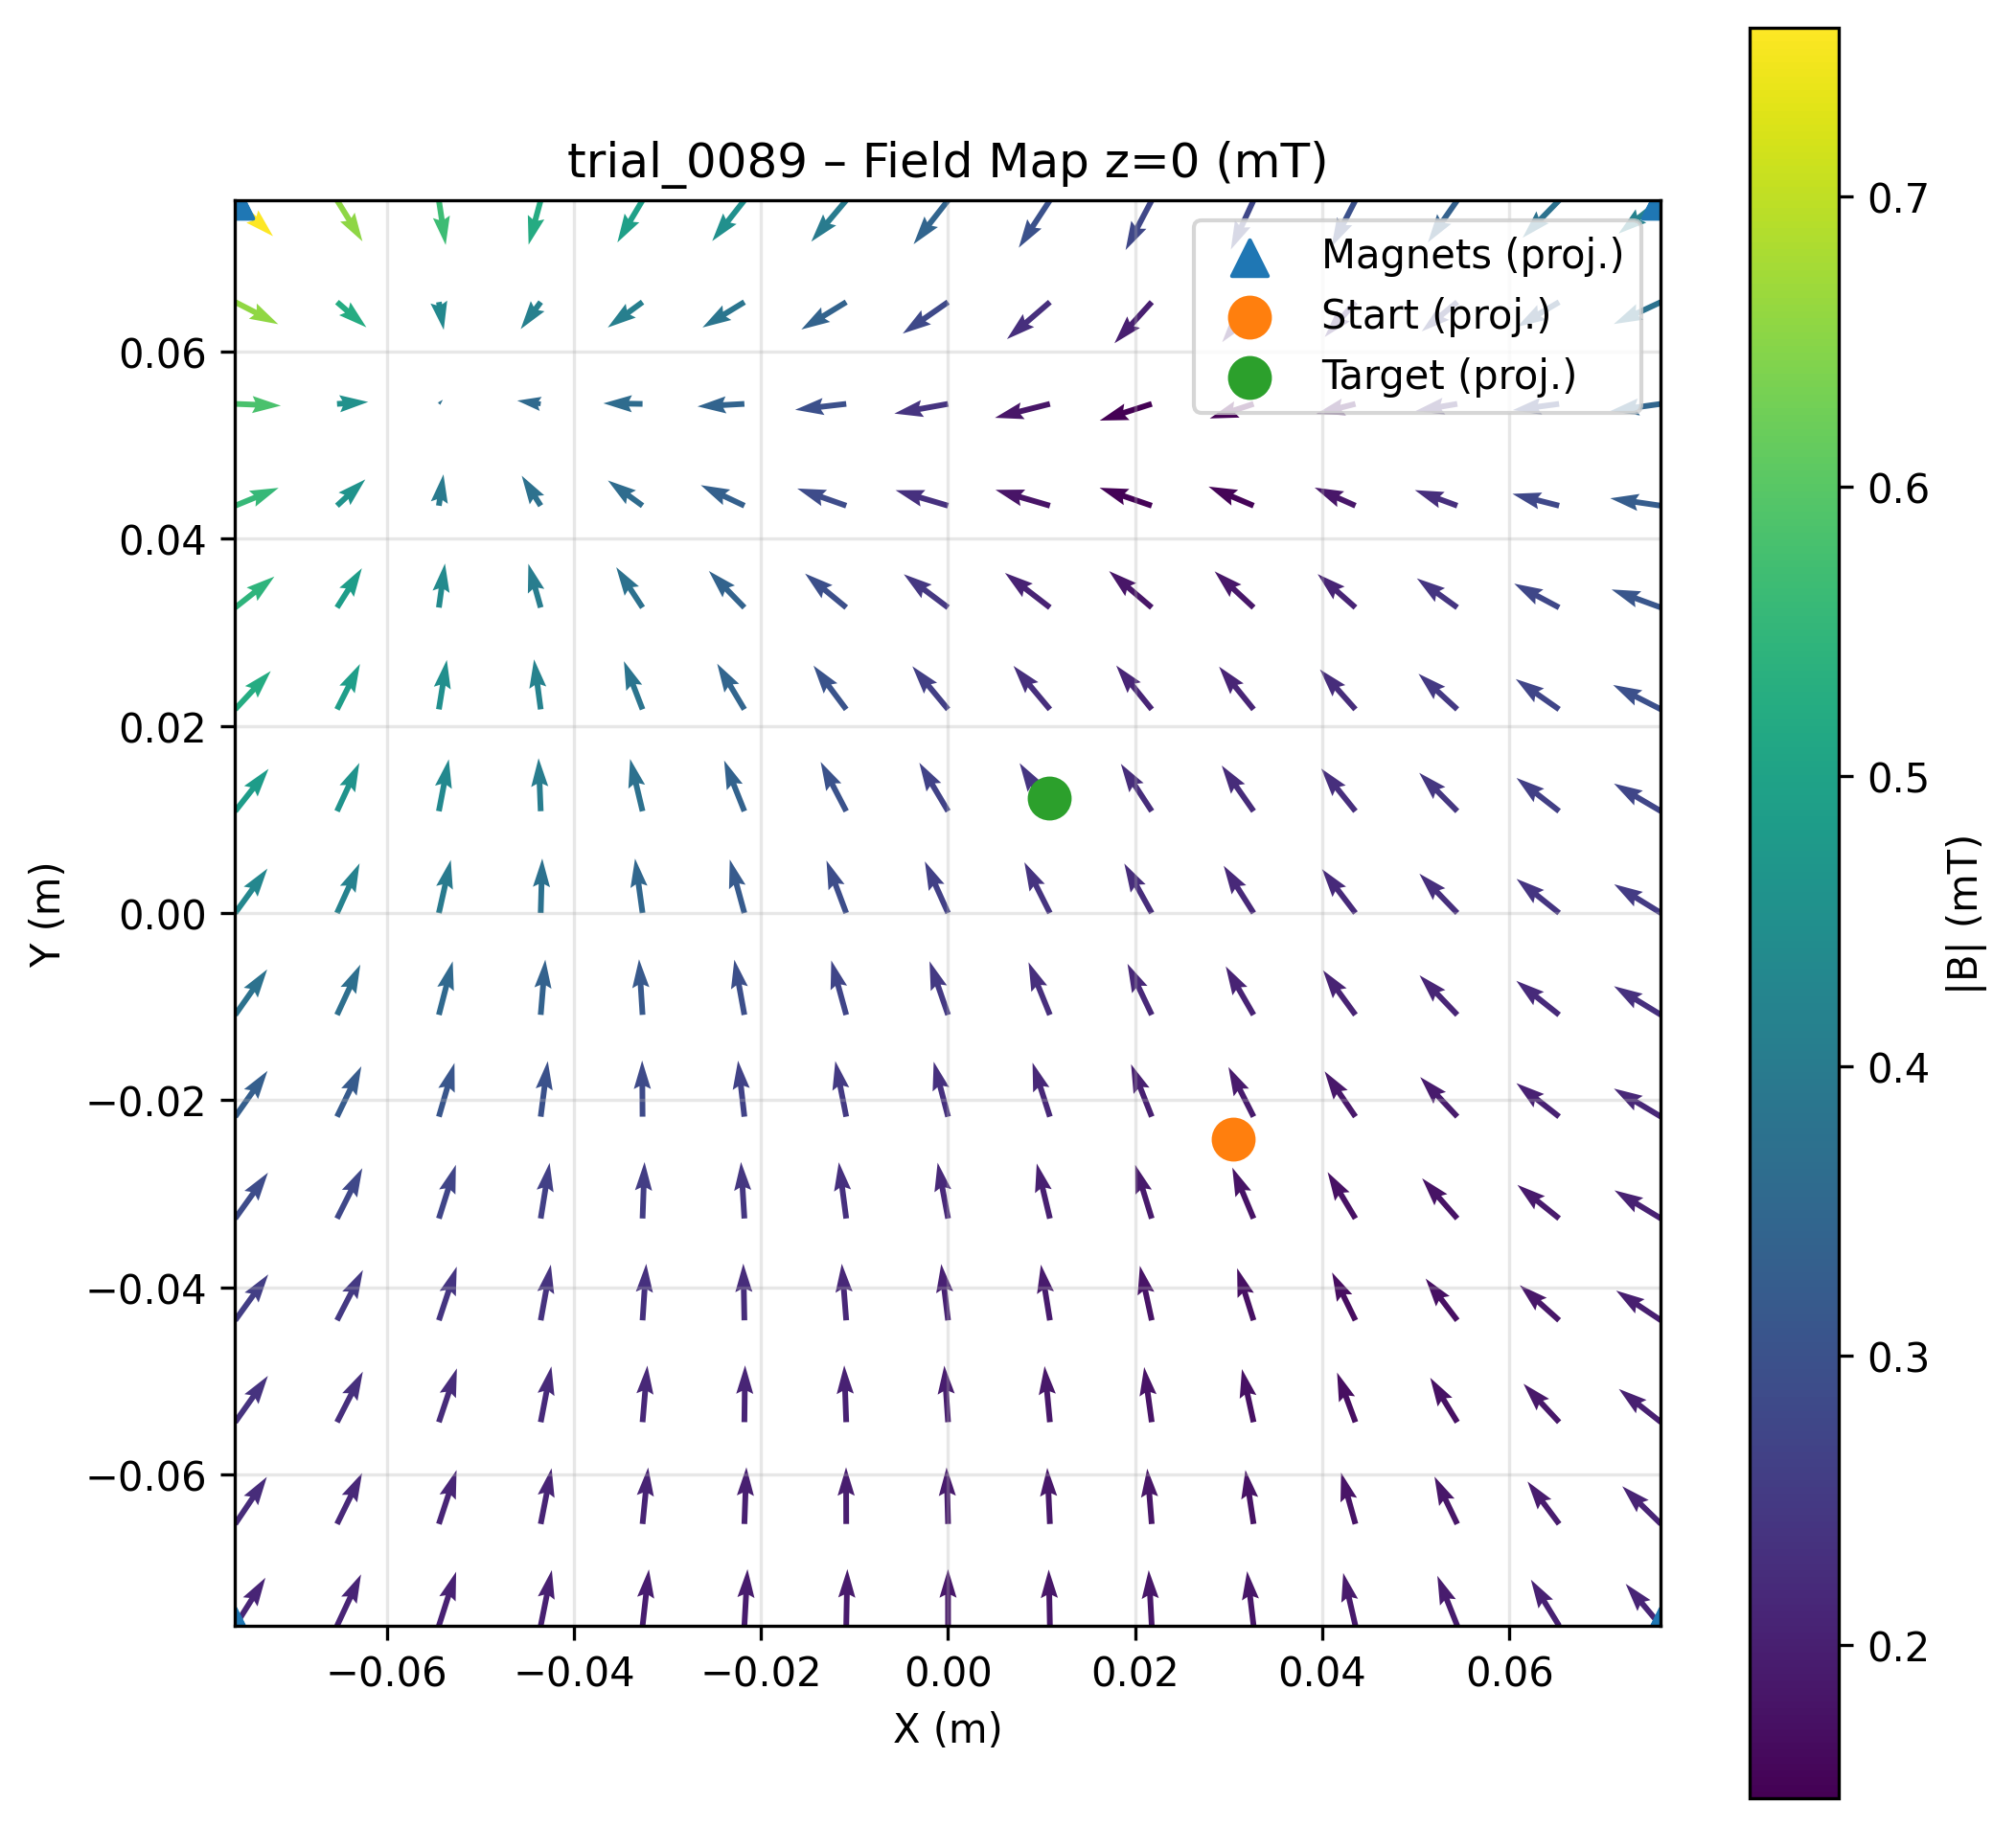 trial_0089 – Field Map z=0 (mT)
Magnets (proj.)
Start (proj.)
Target (proj.)
0.06
0.04
0.02
0.00
−0.02
−0.04
−0.06
Y (m)
−0.06 −0.04 −0.02 0.00 0.02 0.04 0.06
X (m)
0.7
0.6
0.5
0.4
0.3
0.2
|B| (mT)